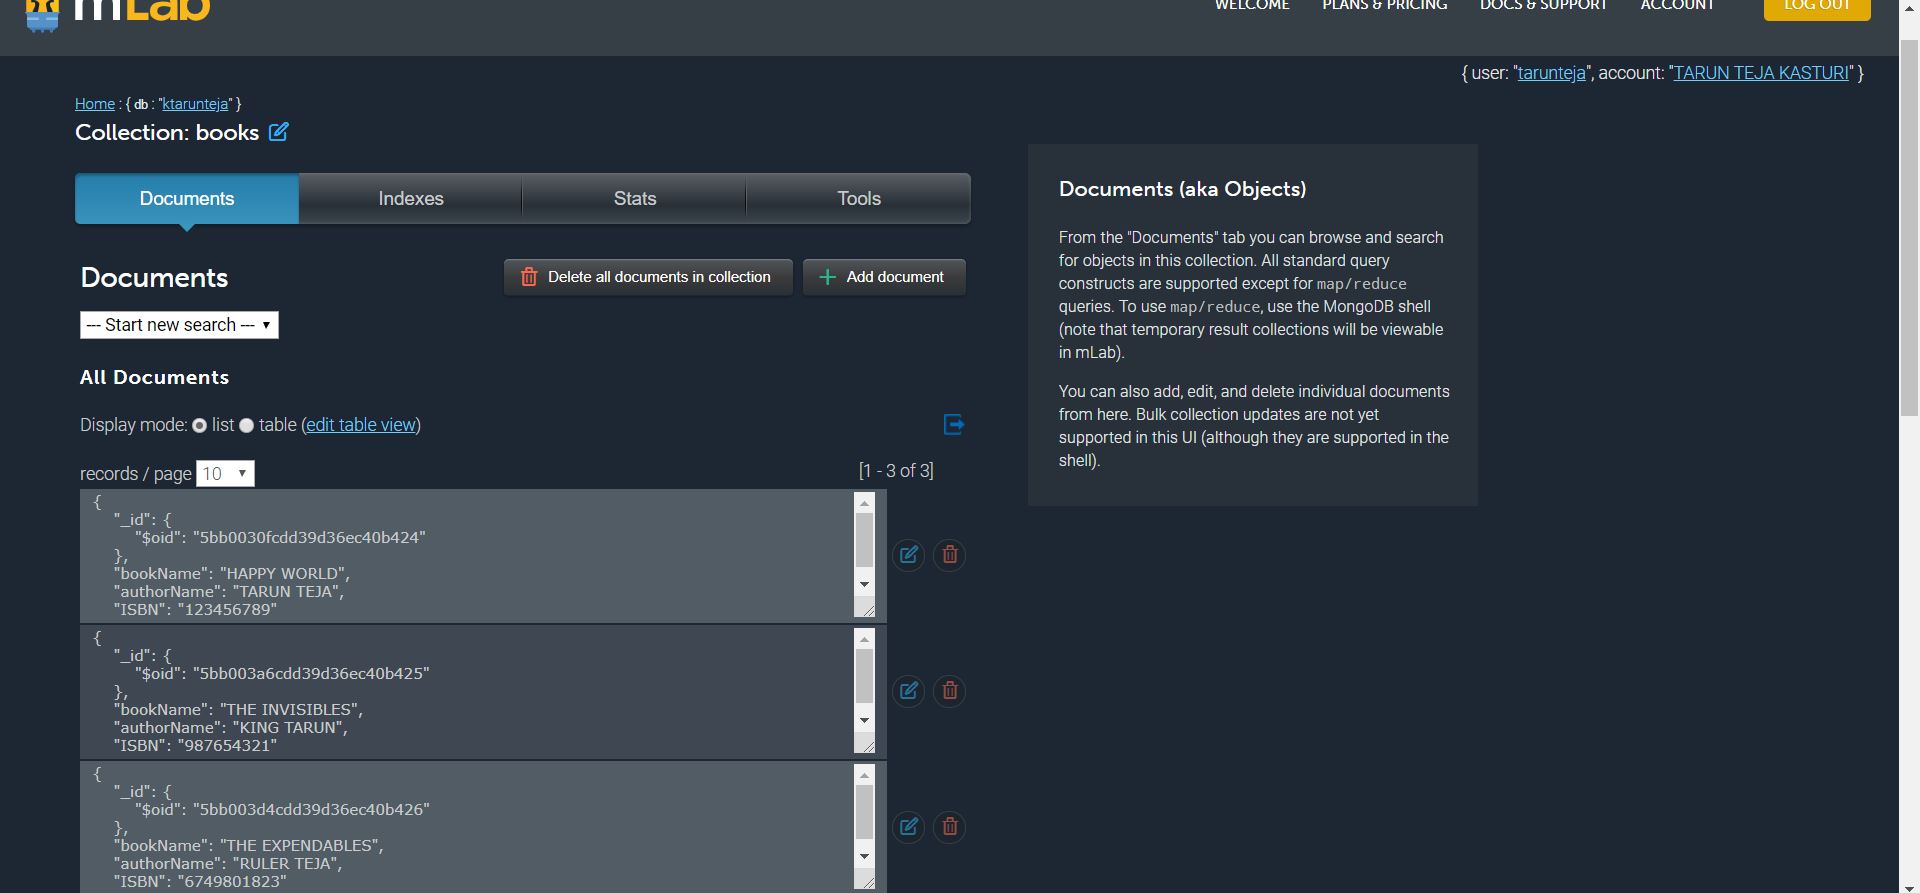 mLab
WELCOME PLANS & PRICING DOCS & SUPPORT ACCOUNT LOG OUT
{ user: "tarunteja", account: "TARUN TEJA KASTURI" }
Home : { db : "ktarunteja" }
Collection: books
Documents Indexes Stats Tools
Documents
Delete all documents in collection
Add document
--- Start new search ---
All Documents
Display mode: list table (edit table view)
records / page 10
[1 - 3 of 3]
{
"_id": {
"$oid": "5bb0030fcdd39d36ec40b424"
},
"bookName": "HAPPY WORLD",
"authorName": "TARUN TEJA",
"ISBN": "123456789"
{
"_id": {
"$oid": "5bb003a6cdd39d36ec40b425"
},
"bookName": "THE INVISIBLES",
"authorName": "KING TARUN",
"ISBN": "987654321"
{
"_id": {
"$oid": "5bb003d4cdd39d36ec40b426"
},
"bookName": "THE EXPENDABLES",
"authorName": "RULER TEJA",
"ISBN": "6749801823"
Documents (aka Objects)
From the "Documents" tab you can browse and search
for objects in this collection. All standard query
constructs are supported except for map/reduce
queries. To use map/reduce, use the MongoDB shell
(note that temporary result collections will be viewable
in mLab).
You can also add, edit, and delete individual documents
from here. Bulk collection updates are not yet
supported in this UI (although they are supported in the
shell).